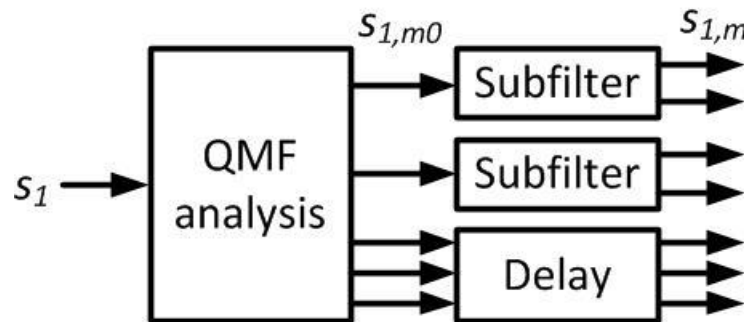 s1,m0
s1,m
Subfilter
QMF
analysis
s1
Subfilter
Delay